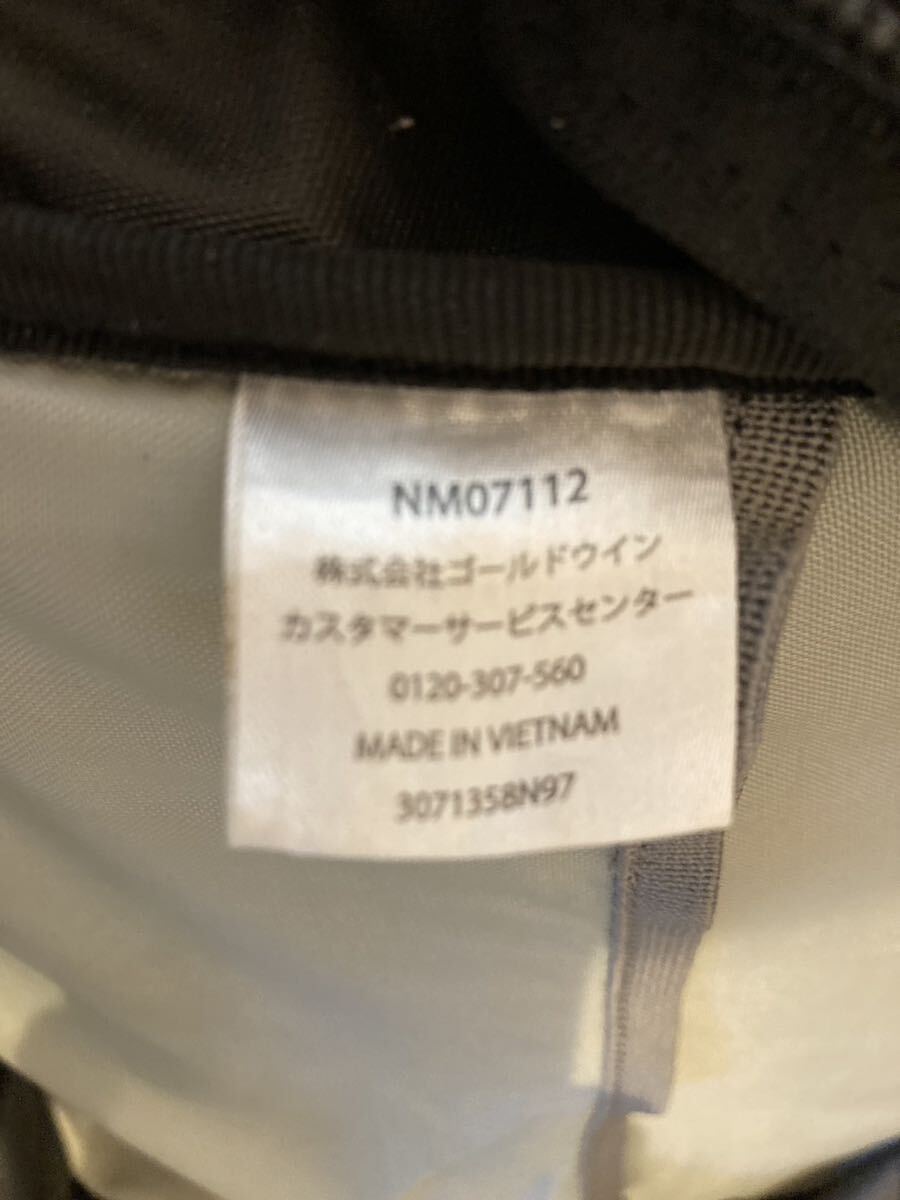 NM07112
株式会社ゴールドウイン
カスタマーサービスセンター
0120-307-560
MADE IN VIETNAM
3071358N97